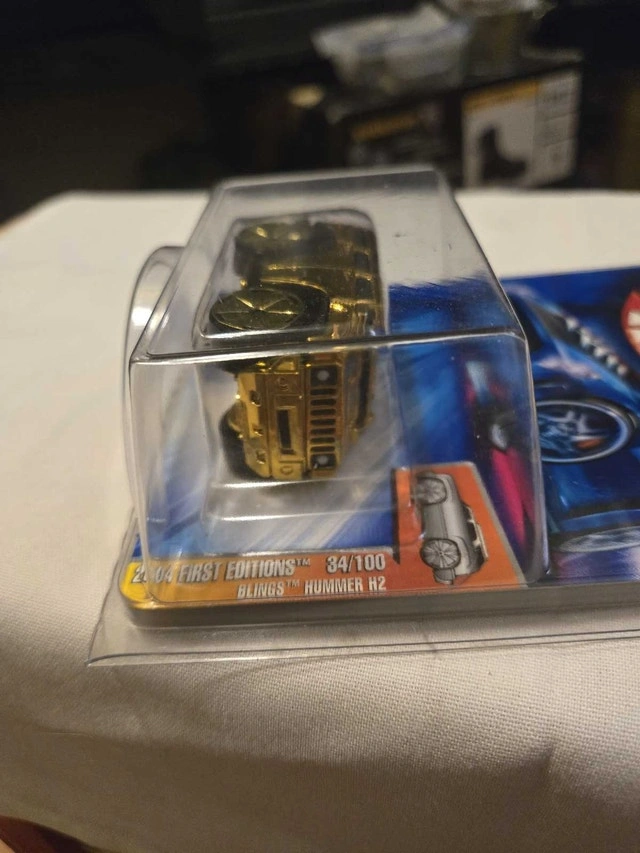 2004 FIRST EDITIONS™ 34/100
BLINGS™ HUMMER H2